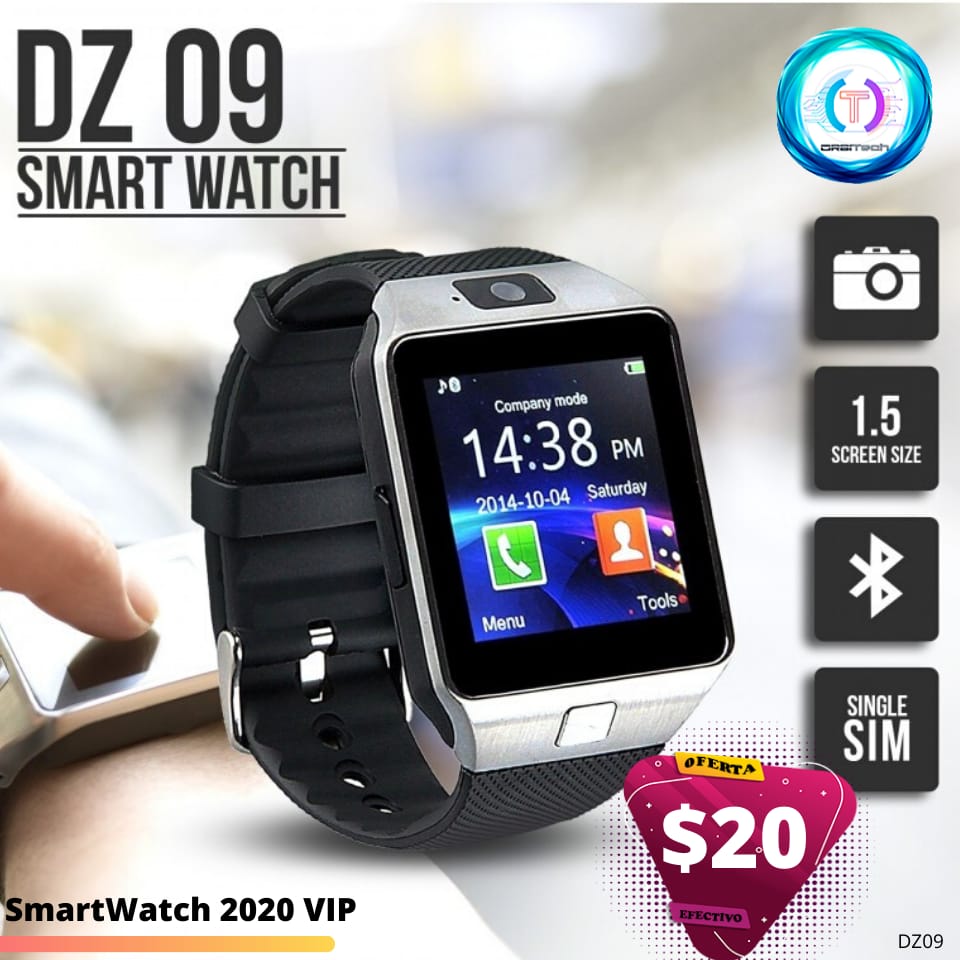 DZ 09
SMART WATCH
T
ORBITech
1.5
SCREEN SIZE
Company mode
14:38 PM
2014-10-04 Saturday
Menu
Tools
SINGLE
SIM
OFERTA
$20
EFECTIVO
SmartWatch 2020 VIP
DZ09